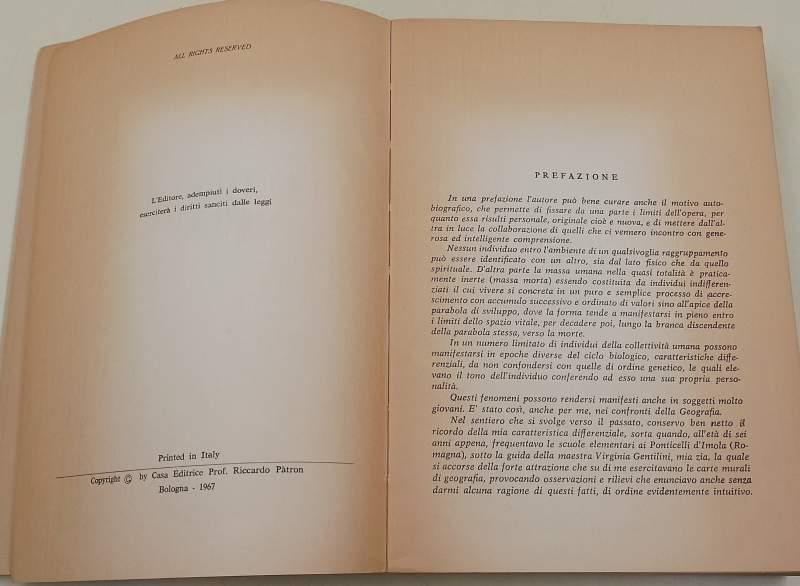 ALL RIGHTS RESERVED
L'Editore, adempiuti i doveri,
eserciterà i diritti sanciti dalle leggi
Printed in Italy
Copyright © by Casa Editrice Prof. Riccardo Pàtron
Bologna - 1967
PREFAZIONE
In una prefazione l'autore può bene curare anche il motivo auto-
biografico, che permette di fissare da una parte i limiti dell'opera, per
quanto essa risulti personale, originale cioè e nuova, e di mettere dall'al-
tra in luce la collaborazione di quelli che ci vennero incontro con gene-
rosa ed intelligente comprensione.
Nessun individuo entro l'ambiente di un qualsivoglia raggruppamento
può essere identificato con un altro, sia dal lato fisico che da quello
spirituale. D'altra parte la massa umana nella quasi totalità è pratica-
mente inerte (massa morta) essendo costituita da individui indifferen-
ziati il cui vivere si concreta in un puro e semplice processo di accre-
scimento con accumulo successivo e ordinato di valori sino all'apice della
parabola di sviluppo, dove la forma tende a manifestarsi in pieno entro
i limiti dello spazio vitale, per decadere poi, lungo la branca discendente
della parabola stessa, verso la morte.
In un numero limitato di individui della collettività umana possono
manifestarsi in epoche diverse del ciclo biologico, caratteristiche diffe-
renziali, da non confondersi con quelle di ordine genetico, le quali ele-
vano il tono dell'individuo conferendo ad esso una sua propria perso-
nalità.
Questi fenomeni possono rendersi manifesti anche in soggetti molto
giovani. E' stato così, anche per me, nei confronti della Geografia.
Nel sentiero che si svolge verso il passato, conservo ben netto il
ricordo della mia caratteristica differenziale, sorta quando, all'età di sei
anni appena, frequentavo le scuole elementari ai Ponticelli d'Imola (Ro-
magna), sotto la guida della maestra Virginia Gentilini, mia zia, la quale
si accorse della forte attrazione che su di me esercitavano le carte murali
di geografia, provocando osservazioni e rilievi che enunciavo anche senza
darmi alcuna ragione di questi fatti, di ordine evidentemente intuitivo.